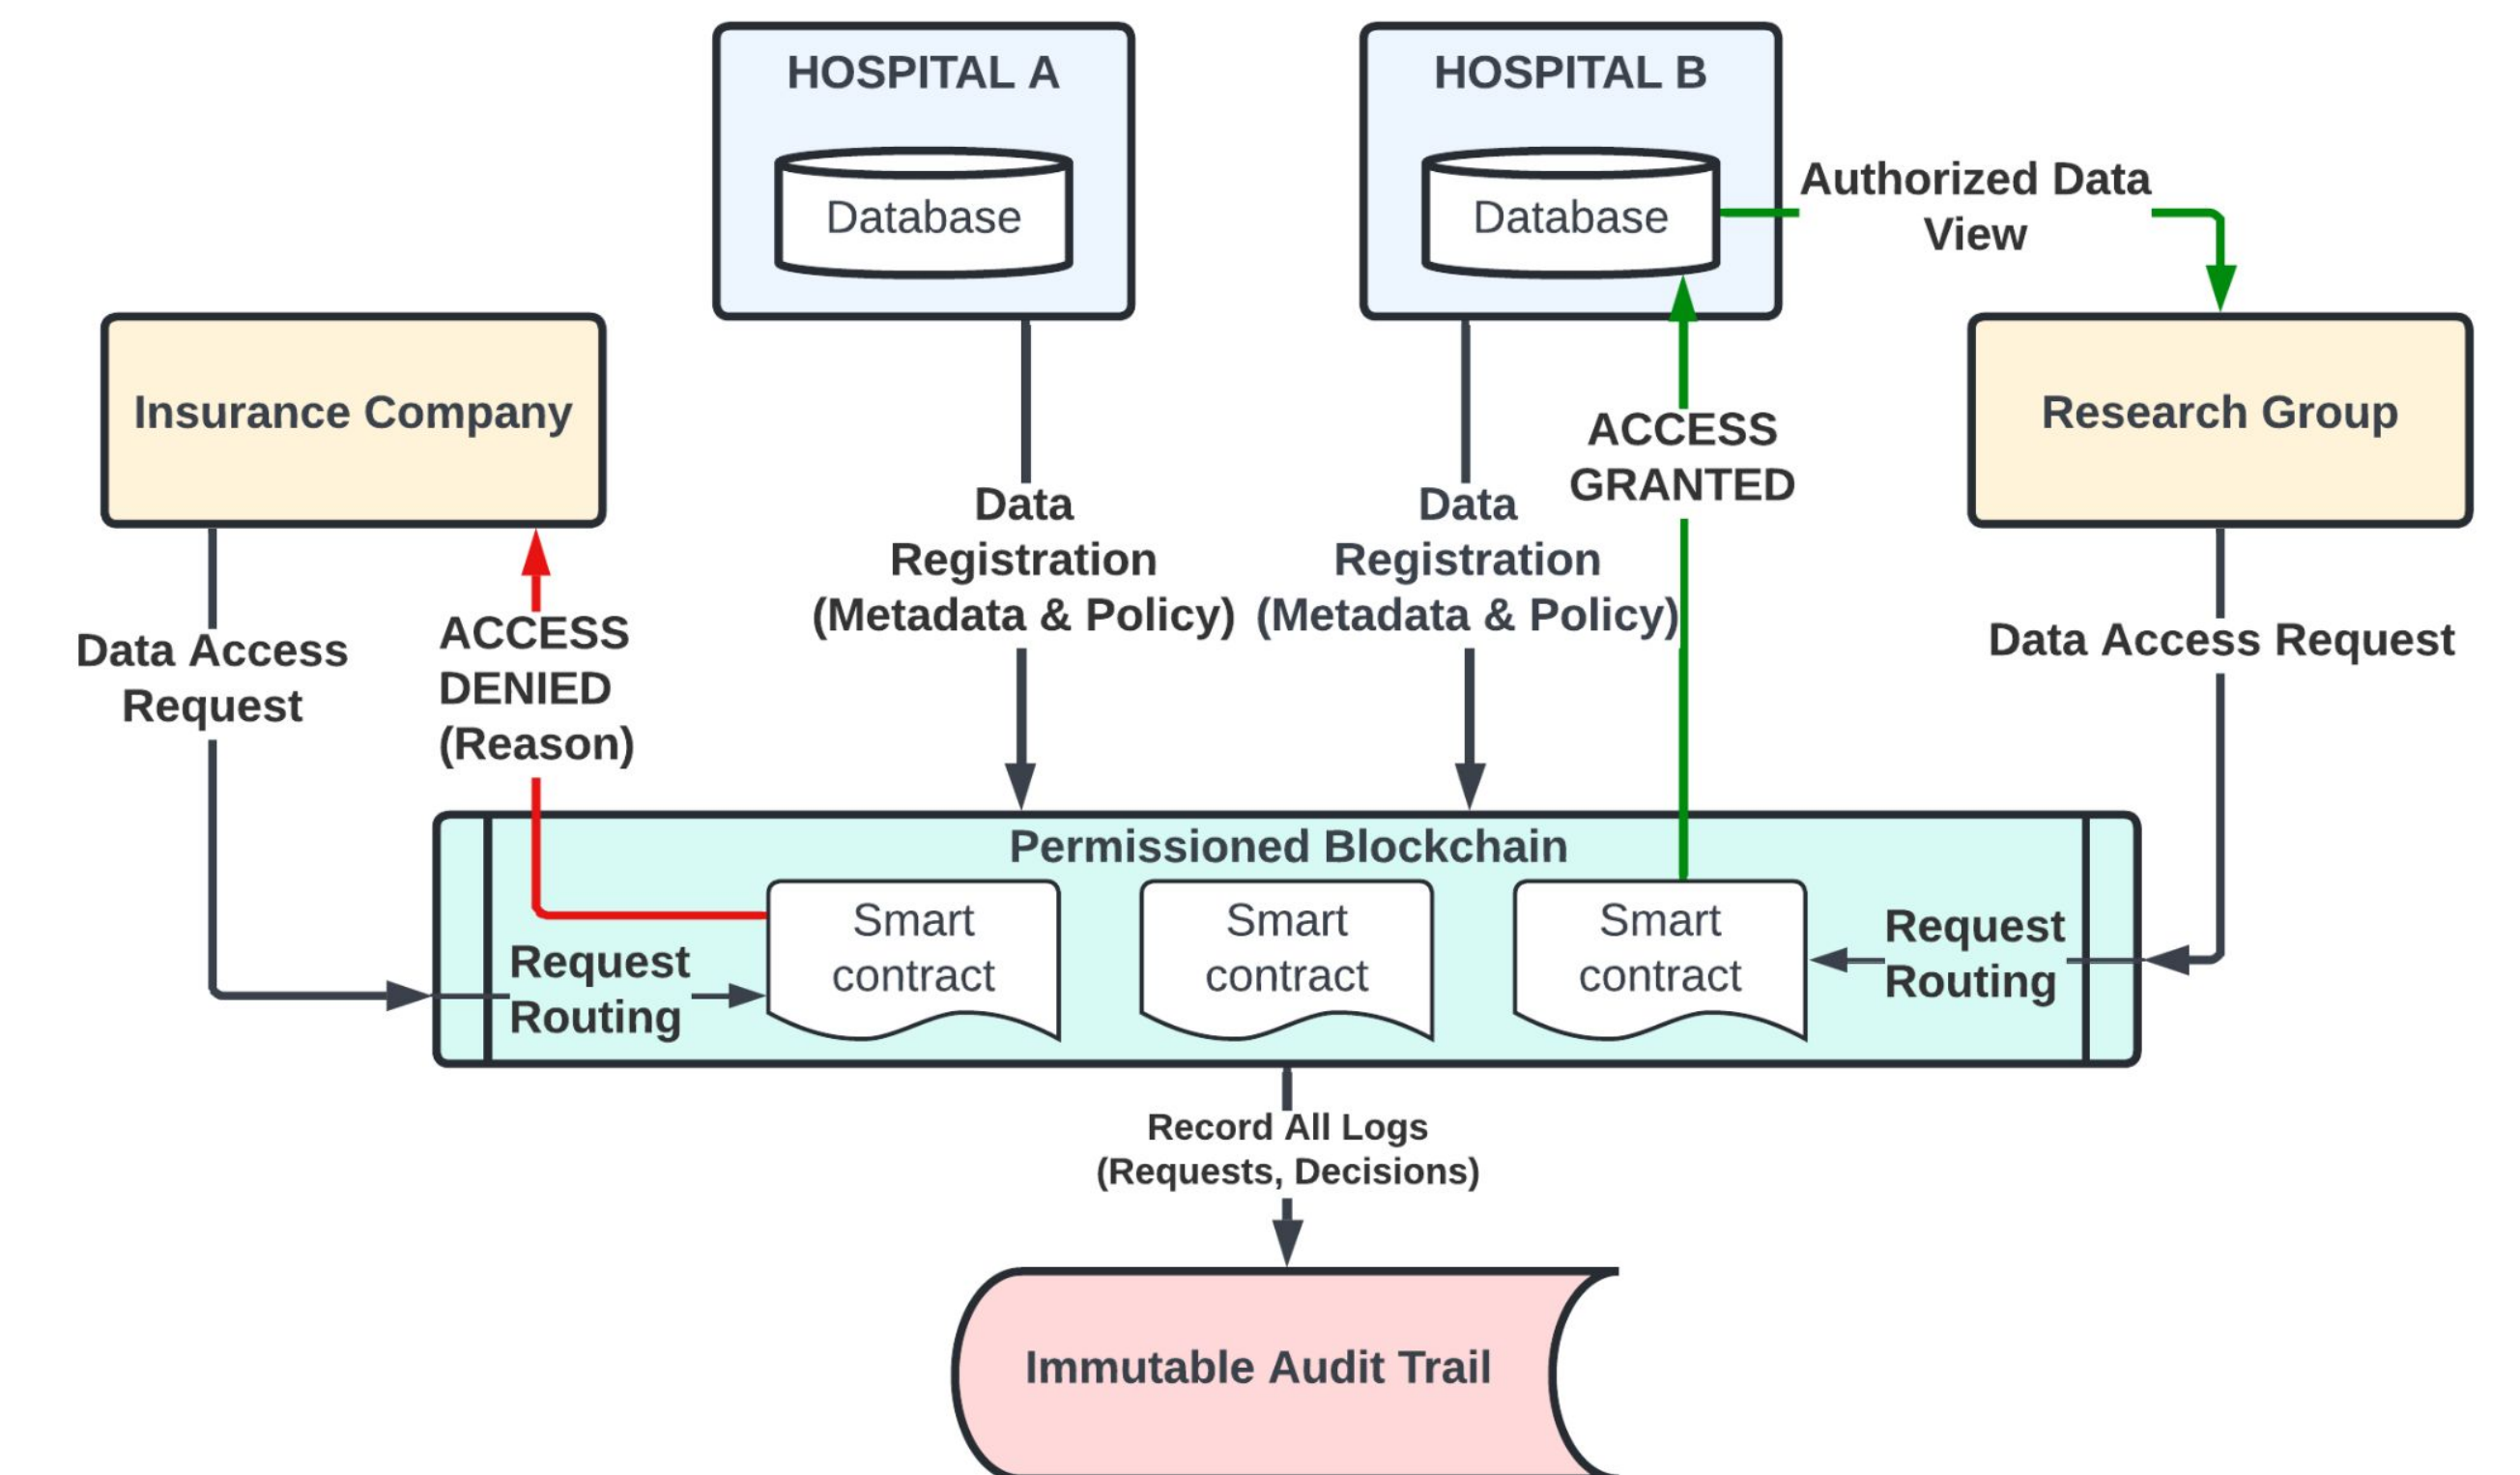 HOSPITAL A
Database
HOSPITAL B
Database
Authorized Data
View
Insurance Company
Research Group
Data Access
Request
ACCESS
DENIED
(Reason)
Data
Registration
(Metadata & Policy)
Data
Registration
(Metadata & Policy)
ACCESS
GRANTED
Data Access Request
Permissioned Blockchain
Request
Routing
Smart
contract
Smart
contract
Smart
contract
Request
Routing
Record All Logs
(Requests, Decisions)
Immutable Audit Trail